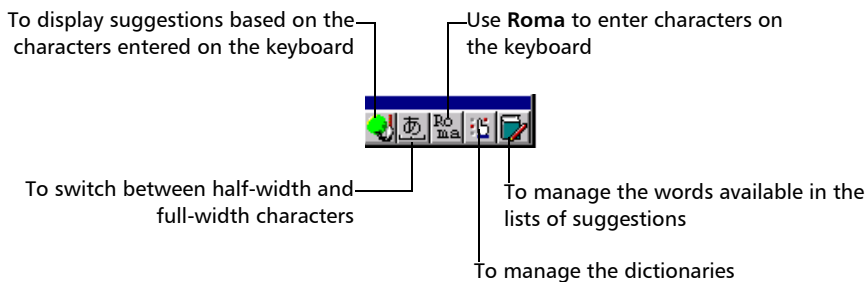 To display suggestions based on the
characters entered on the keyboard
Use Roma to enter characters on
the keyboard
あ
Ro
ma
To switch between half-width and
full-width characters
To manage the words available in the
lists of suggestions
To manage the dictionaries